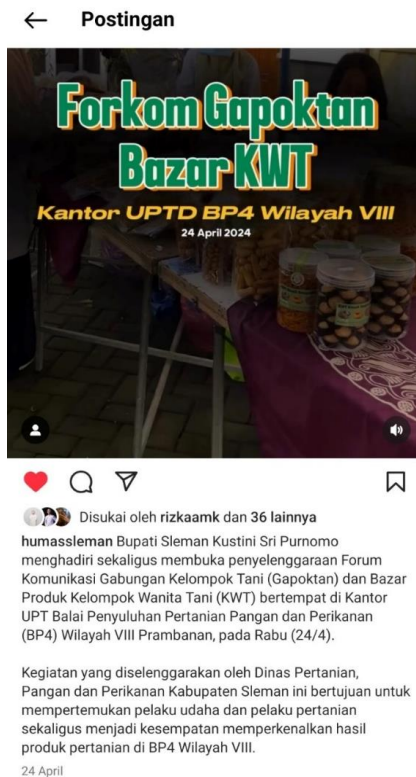 Postingan
Forkom Gapoktan
Bazar KWT
Kantor UPTD BP4 Wilayah VIII
24 April 2024
Disukai oleh rizkaamk dan 36 lainnya
humassleman Bupati Sleman Kustini Sri Purnomo
menghadiri sekaligus membuka penyelenggaraan Forum
Komunikasi Gabungan Kelompok Tani (Gapoktan) dan Bazar
Produk Kelompok Wanita Tani (KWT) bertempat di Kantor
UPT Balai Penyuluhan Pertanian Pangan dan Perikanan
(BP4) Wilayah VIII Prambanan, pada Rabu (24/4).
Kegiatan yang diselenggarakan oleh Dinas Pertanian,
Pangan dan Perikanan Kabupaten Sleman ini bertujuan untuk
mempertemukan pelaku udaha dan pelaku pertanian
sekaligus menjadi kesempatan memperkenalkan hasil
produk pertanian di BP4 Wilayah VIII.
24 April